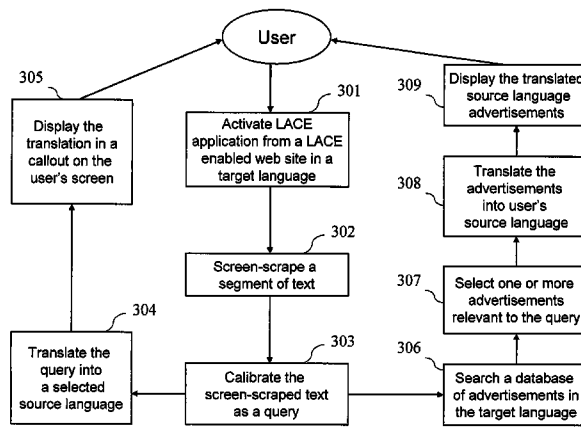 User
305
Display the
translation in a
callout on the
user's screen
301
Activate LACE
application from a LACE
enabled web site in a
target language
309
Display the translated
source language
advertisements
308
Translate the
advertisements
into user's
source language
302
Screen-scrape a
segment of text
307
Select one or more
advertisements
relevant to the query
304
Translate the
query into
a selected
source language
303
Calibrate the
screen-scraped text
as a query
306
Search a database
of advertisements in
the target language